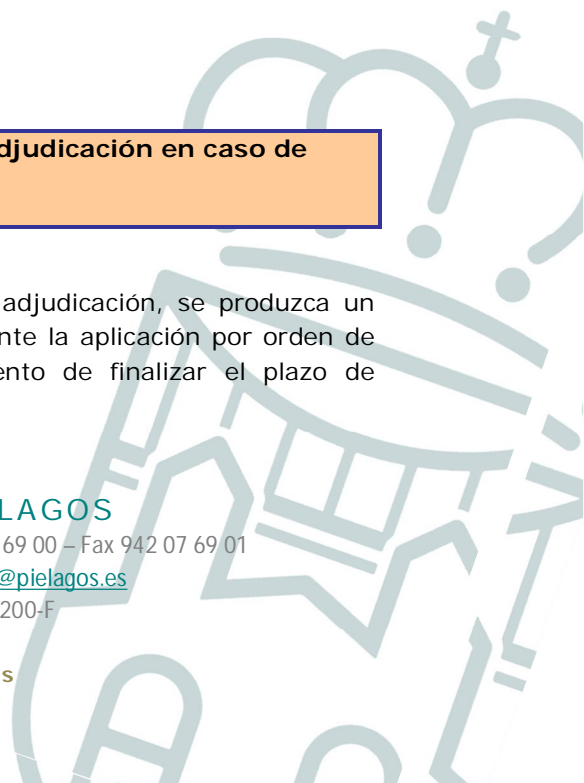 djudicación en caso de
adjudicación, se produzca un
nte la aplicación por orden de
ento de finalizar el plazo de
LAGOS
69 00 – Fax 942 07 69 01
@pielagos.es
200-F
s